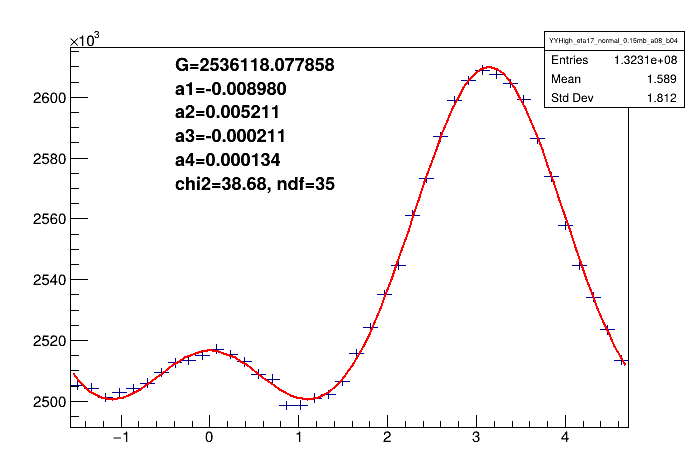 ×10³
YYHigh_eta17_normal_0.15mb_a08_b04
Entries 1.3231e+08
Mean 1.589
Std Dev 1.812
G=2536118.077858
a1=-0.008980
a2=0.005211
a3=-0.000211
a4=0.000134
chi2=38.68, ndf=35
2600
2580
2560
2540
2520
2500
−1 0 1 2 3 4